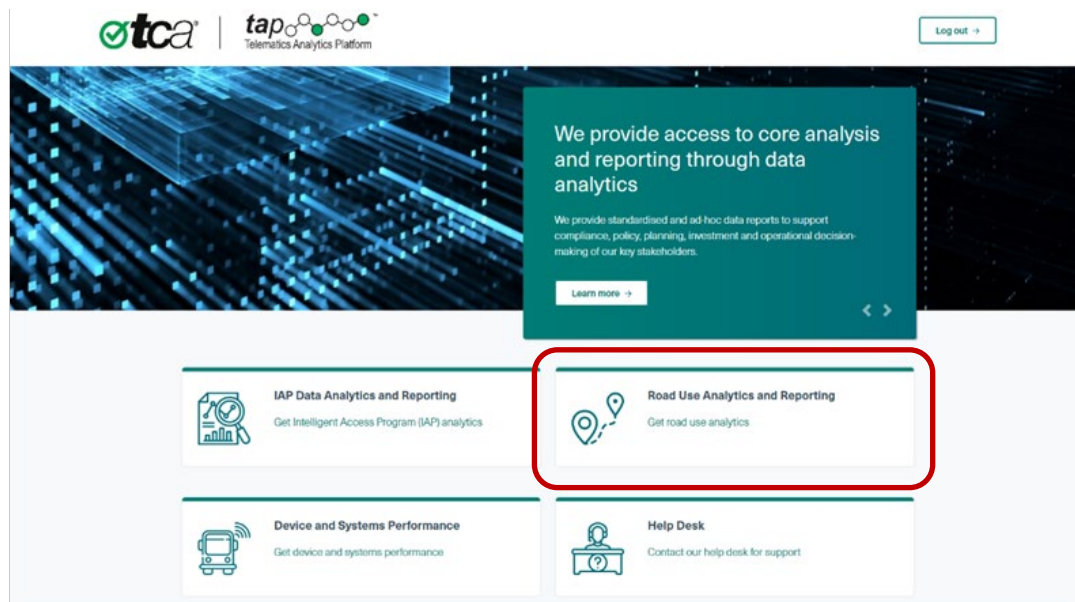 tca
tap
Telematics Analytics Platform
Log out →
We provide access to core analysis
and reporting through data
analytics
We provide standardised and ad-hoc data reports to support
compliance, policy, planning, investment and operational decision-
making of our key stakeholders.
Learn more →
IAP Data Analytics and Reporting
Get Intelligent Access Program (IAP) analytics
Road Use Analytics and Reporting
Get road use analytics
Device and Systems Performance
Get device and systems performance
Help Desk
Contact our help desk for support